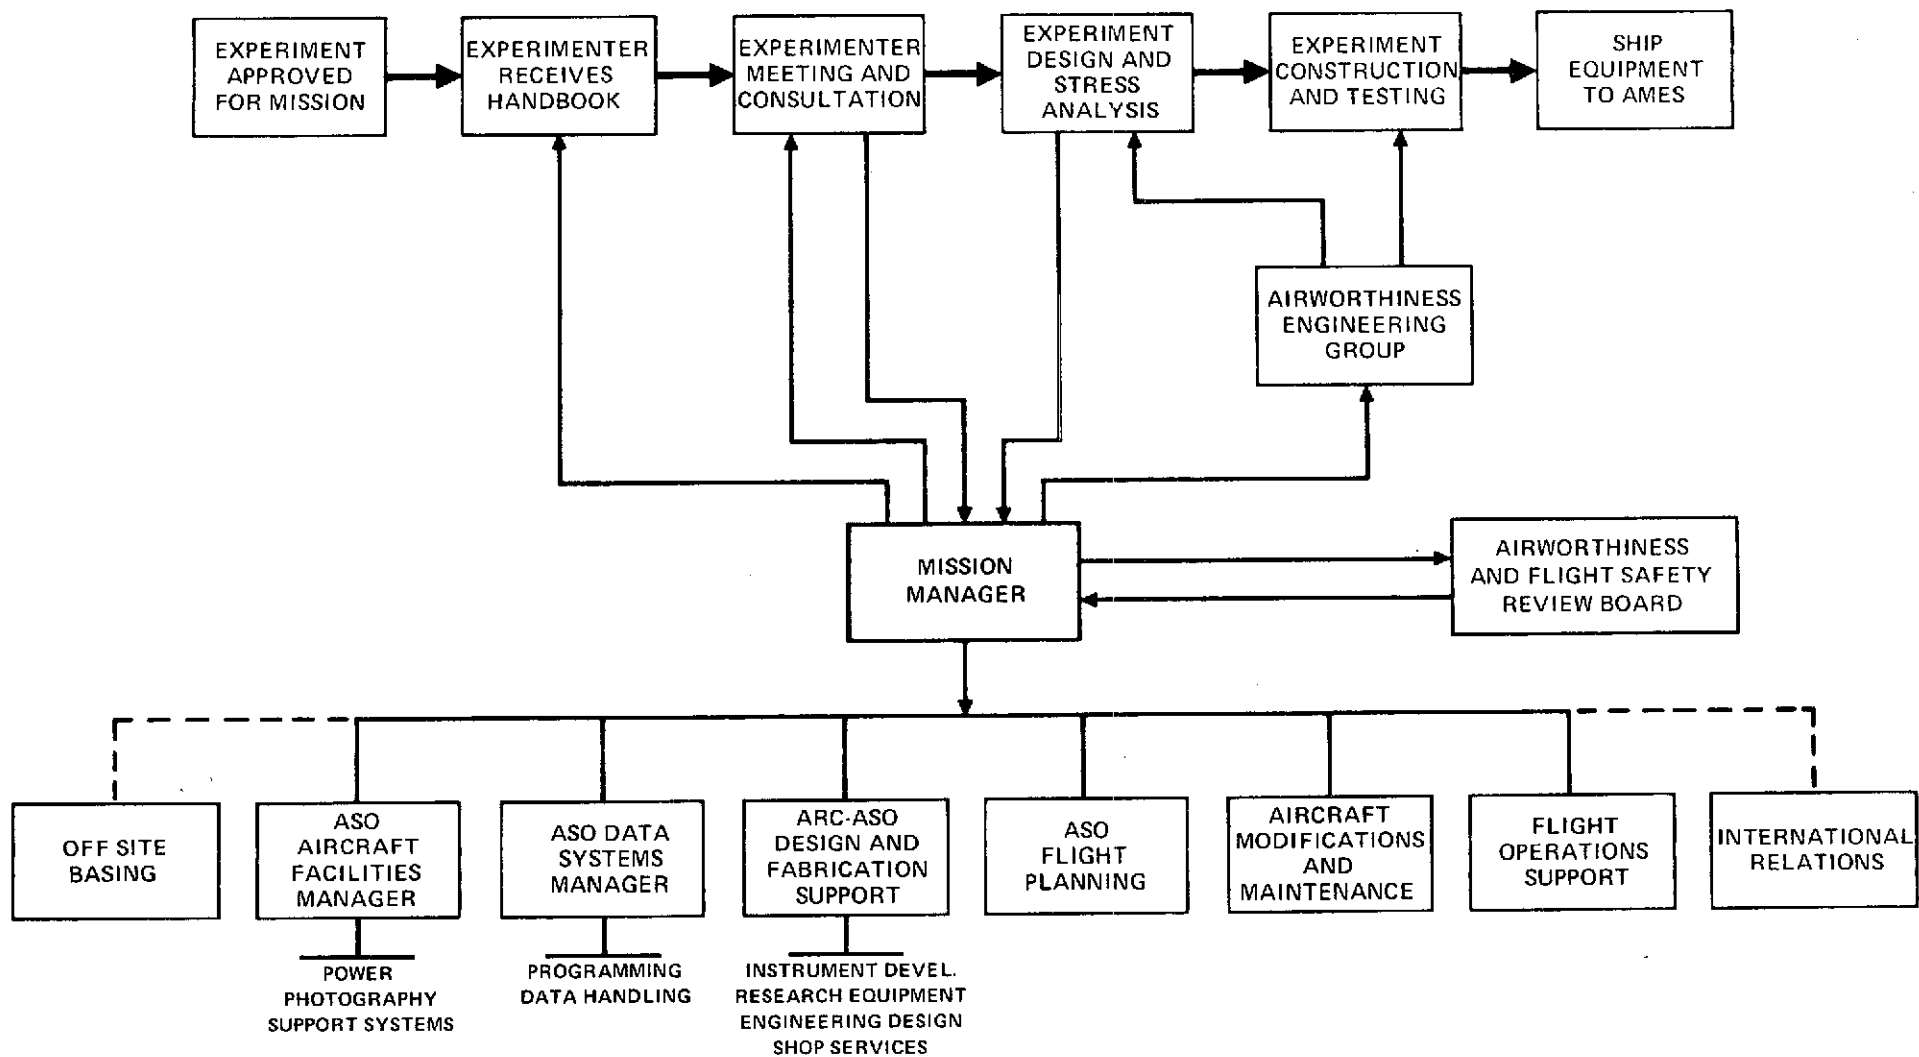 EXPERIMENT
APPROVED
FOR MISSION
EXPERIMENTER
RECEIVES
HANDBOOK
EXPERIMENTER
MEETING AND
CONSULTATION
EXPERIMENT
DESIGN AND
STRESS
ANALYSIS
EXPERIMENT
CONSTRUCTION
AND TESTING
SHIP
EQUIPMENT
TO AMES
AIRWORTHINESS
ENGINEERING
GROUP
MISSION
MANAGER
AIRWORTHINESS
AND FLIGHT SAFETY
REVIEW BOARD
OFF SITE
BASING
ASO
AIRCRAFT
FACILITIES
MANAGER
ASO DATA
SYSTEMS
MANAGER
ARC-ASO
DESIGN AND
FABRICATION
SUPPORT
ASO
FLIGHT
PLANNING
AIRCRAFT
MODIFICATIONS
AND
MAINTENANCE
FLIGHT
OPERATIONS
SUPPORT
INTERNATIONAL
RELATIONS
POWER
PHOTOGRAPHY
SUPPORT SYSTEMS
PROGRAMMING
DATA HANDLING
INSTRUMENT DEVEL.
RESEARCH EQUIPMENT
ENGINEERING DESIGN
SHOP SERVICES